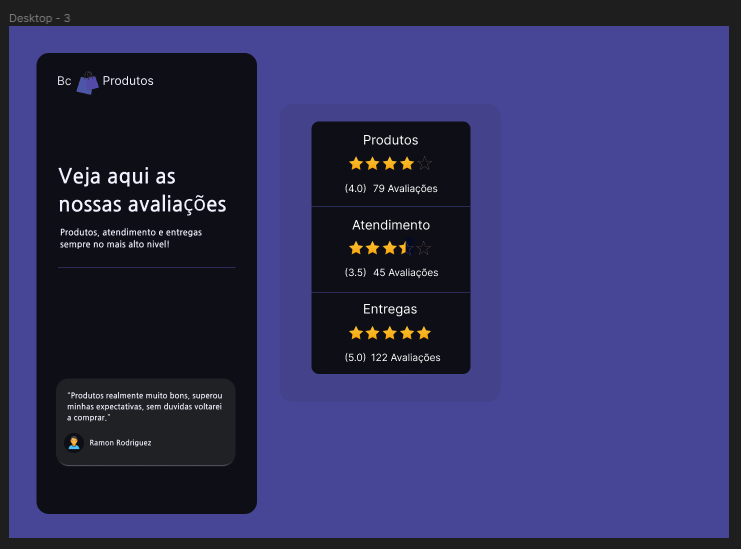 Desktop - 3
Bc Produtos
Veja aqui as
nossas avaliações
Produtos, atendimento e entregas
sempre no mais alto nivel!
"Produtos realmente muito bons, superou
minhas expectativas, sem duvidas voltarei
a comprar."
Ramon Rodriguez
Produtos
(4.0) 79 Avaliações
Atendimento
(3.5) 45 Avaliações
Entregas
(5.0) 122 Avaliações